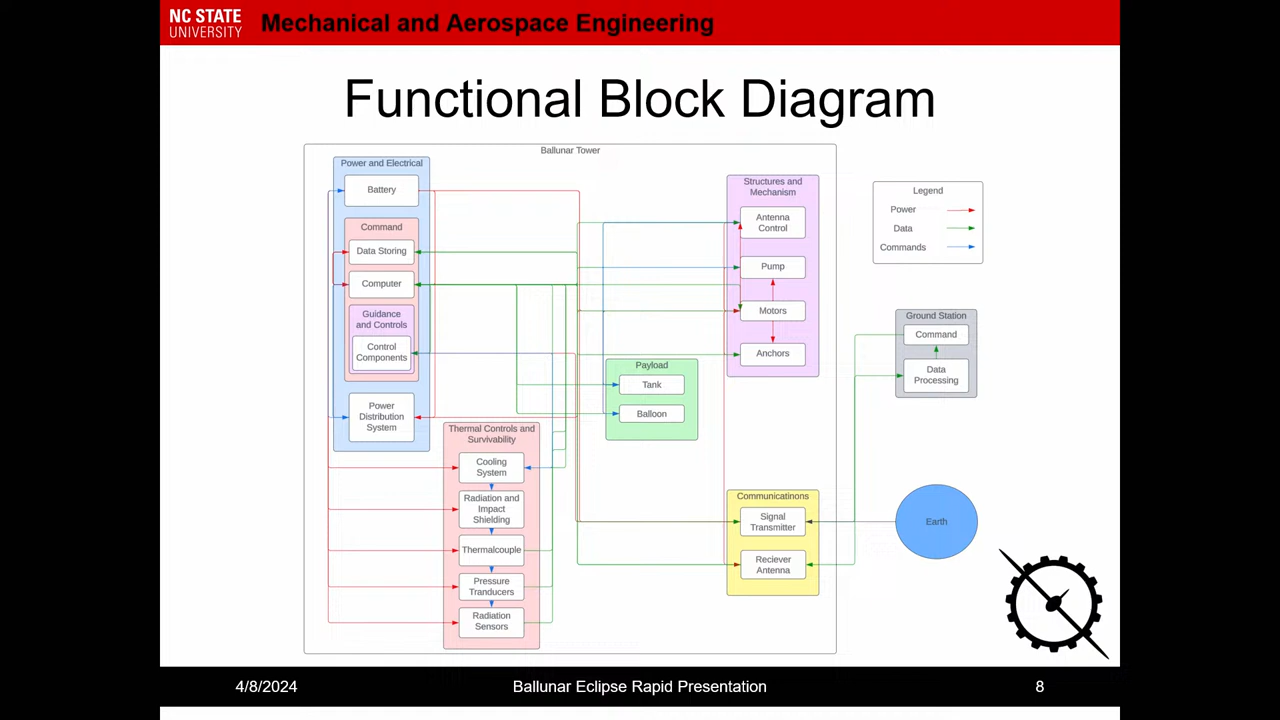 NC STATE
UNIVERSITY
Mechanical and Aerospace Engineering
Functional Block Diagram
Ballunar Tower
Power and Electrical
Battery
Command
Data Storing
Computer
Guidance
and Controls
Control
Components
Power
Distribution
System
Thermal Controls and
Survivability
Cooling
System
Radiation and
Impact
Shielding
Thermalcouple
Pressure
Tranducers
Radiation
Sensors
Payload
Tank
Balloon
Structures and
Mechanism
Antenna
Control
Pump
Motors
Anchors
Communicatinons
Signal
Transmitter
Reciever
Antenna
Legend
Power
Data
Commands
Ground Station
Command
Data
Processing
Earth
4/8/2024
Ballunar Eclipse Rapid Presentation
8